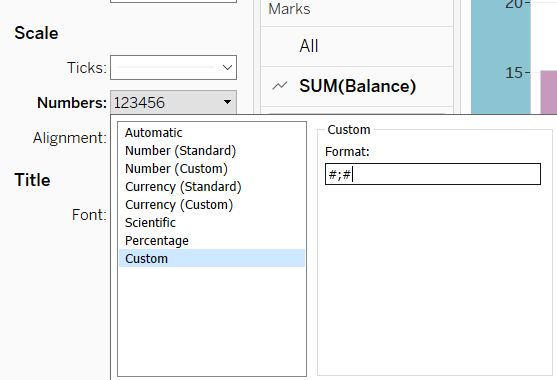 Scale
Ticks:
Numbers: 123456
Alignment:
Title
Font:
Automatic
Number (Standard)
Number (Custom)
Currency (Standard)
Currency (Custom)
Scientific
Percentage
Custom
Custom
Format:
#;#
Marks
All
SUM(Balance)
20
15